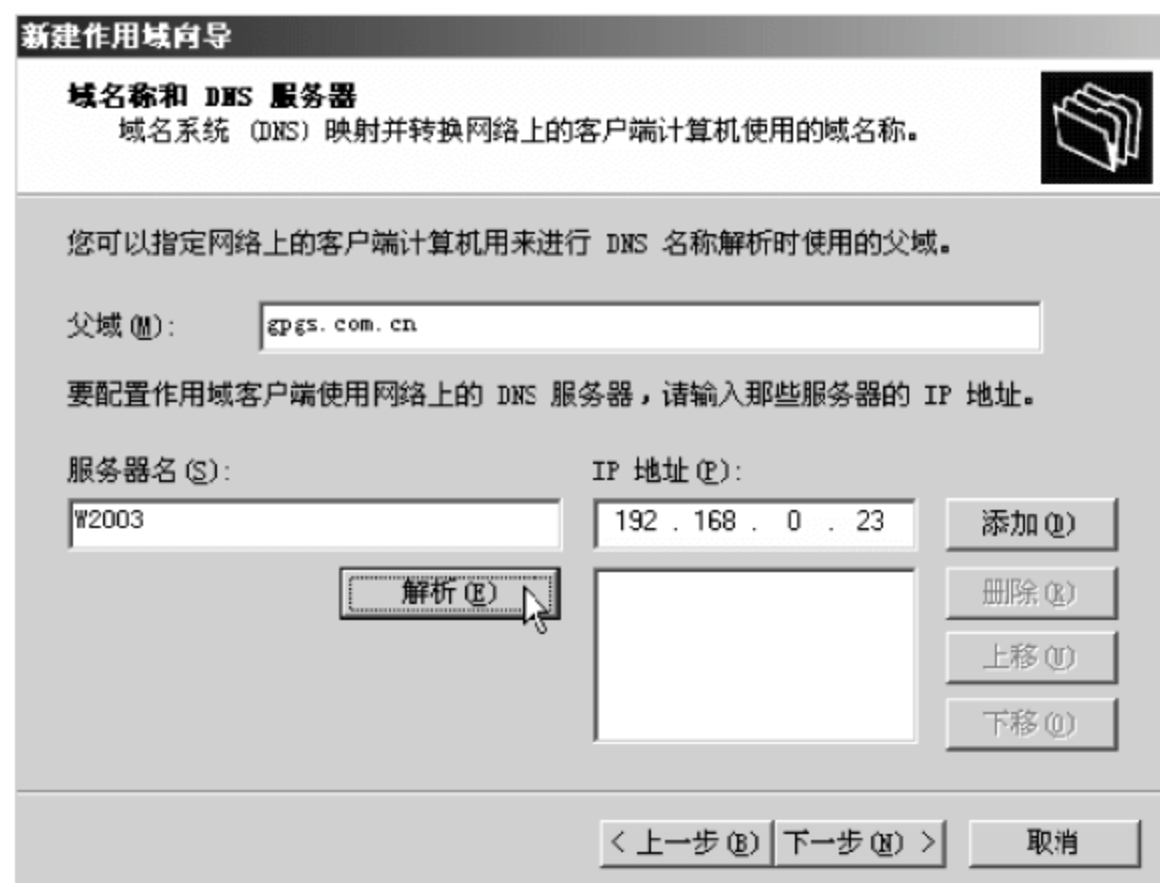 新建作用域向导
域名称和 DNS 服务器
域名系统 (DNS) 映射并转换网络上的客户端计算机使用的域名称。
您可以指定网络上的客户端计算机用来进行 DNS 名称解析时使用的父域。
父域(M): gpgs.com.cn
要配置作用域客户端使用网络上的 DNS 服务器，请输入那些服务器的 IP 地址。
服务器名(S): IP 地址(P):
W2003 192 . 168 . 0 . 23 添加(D)
解析(E) 删除(R)
上移(U)
下移(O)
< 上一步(B) 下一步(N) > 取消